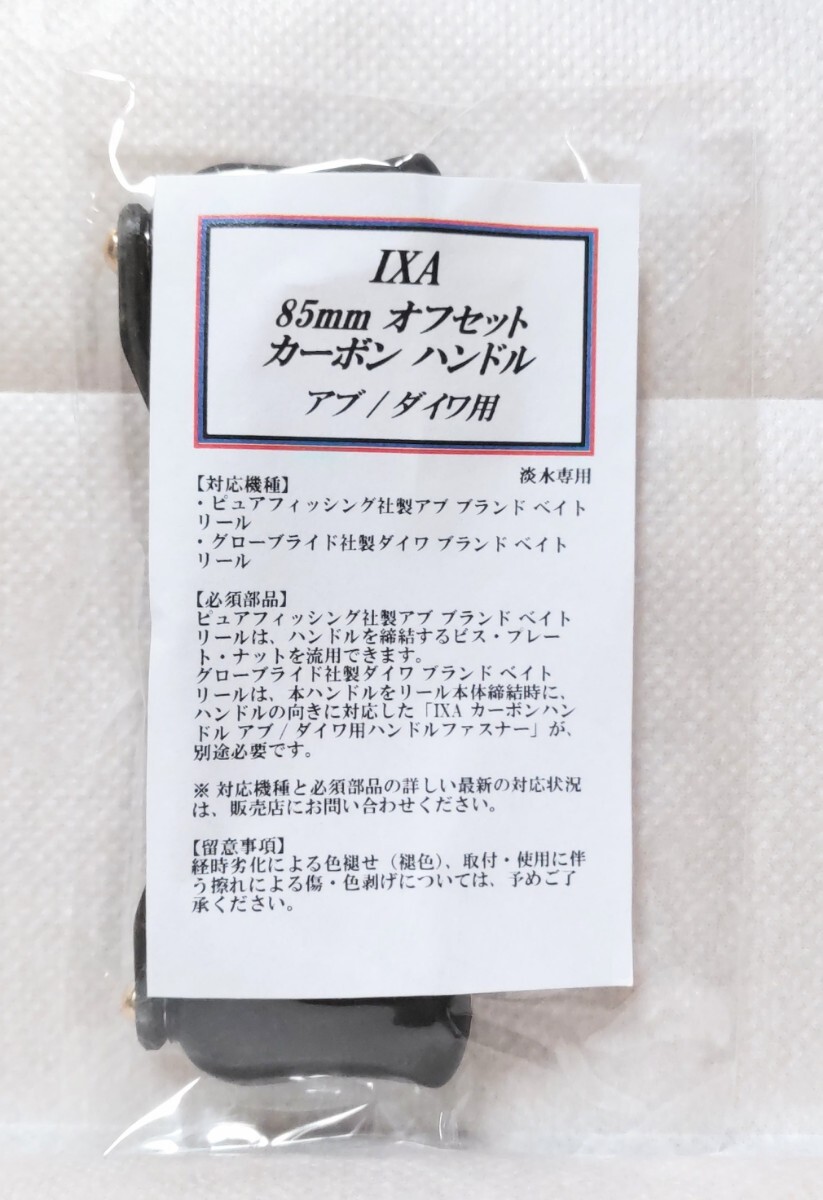 IXA
85mm オフセット
カーボン ハンドル
アブ / ダイワ用
淡水専用
【対応機種】
・ピュアフィッシング社製アブ ブランド ベイト
リール
・グローブライド社製ダイワ ブランド ベイト
リール
【必須部品】
ピュアフィッシング社製アブ ブランド ベイト
リールは、ハンドルを締結するビス・プレー
ト・ナットを流用できます。
グローブライド社製ダイワ ブランド ベイト
リールは、本ハンドルをリール本体締結時に、
ハンドルの向きに対応した「IXA カーボンハン
ドル アブ / ダイワ用ハンドルファスナー」が、
別途必要です。
※ 対応機種と必須部品の詳しい最新の対応状況
は、販売店にお問い合わせください。
【留意事項】
経時劣化による色褪せ（褪色）、取付・使用に伴
う擦れによる傷・色剥げについては、予めご了
承ください。